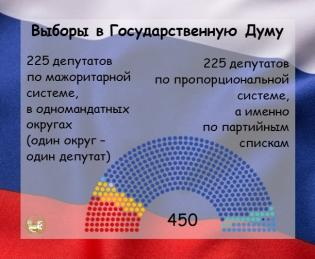 Выборы в Государственную Думу
225 депутатов
по мажоритарной
системе,
в одномандатных
округах
(один округ –
один депутат)
225 депутатов
по пропорциональной
системе,
а именно
по партийным
спискам
450